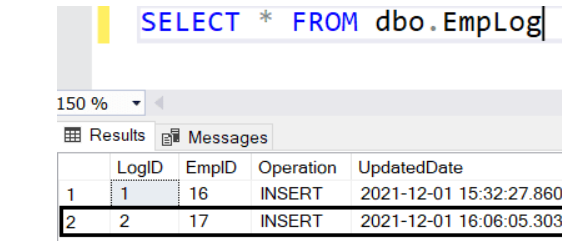 SELECT * FROM dbo.EmpLog
150 %
Results Messages
LogID EmpID Operation UpdatedDate
1 1 16 INSERT 2021-12-01 15:32:27.860
2 2 17 INSERT 2021-12-01 16:06:05.303